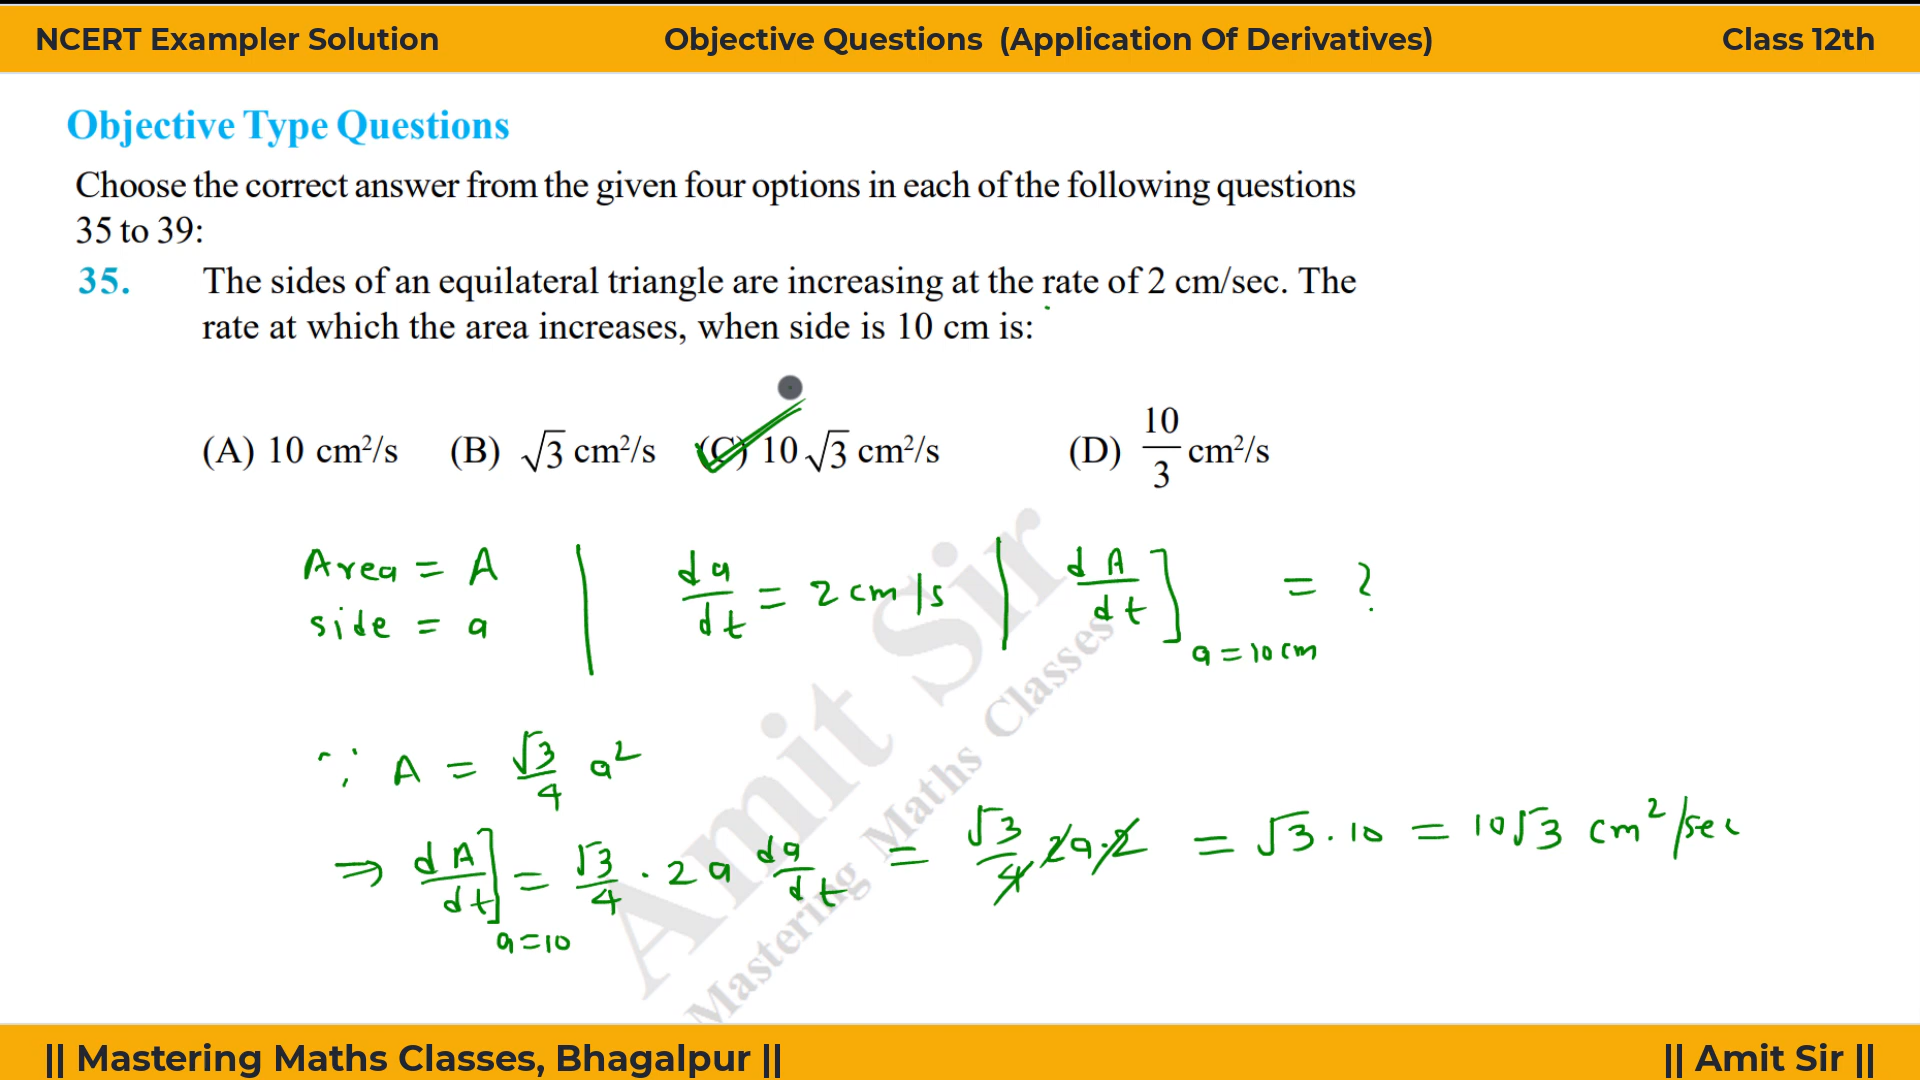 NCERT Exampler Solution Objective Questions (Application Of Derivatives) Class 12th
Objective Type Questions
Choose the correct answer from the given four options in each of the following questions
35 to 39:
35. The sides of an equilateral triangle are increasing at the rate of 2 cm/sec. The
rate at which the area increases, when side is 10 cm is:
(A) 10 cm²/s (B) √3 cm²/s (C) 10√3 cm²/s (D) 10/3 cm²/s
Area = A | da/dt = 2 cm/s | dA/dt]a=10cm = ?
side = a
∵ A = √3/4 a²
⇒ dA/dt]a=10 = √3/4 · 2a da/dt = √3/4 2a·2 = √3·10 = 10√3 cm²/sec
Amit Sir
Mastering Maths Classes
|| Mastering Maths Classes, Bhagalpur || || Amit Sir ||